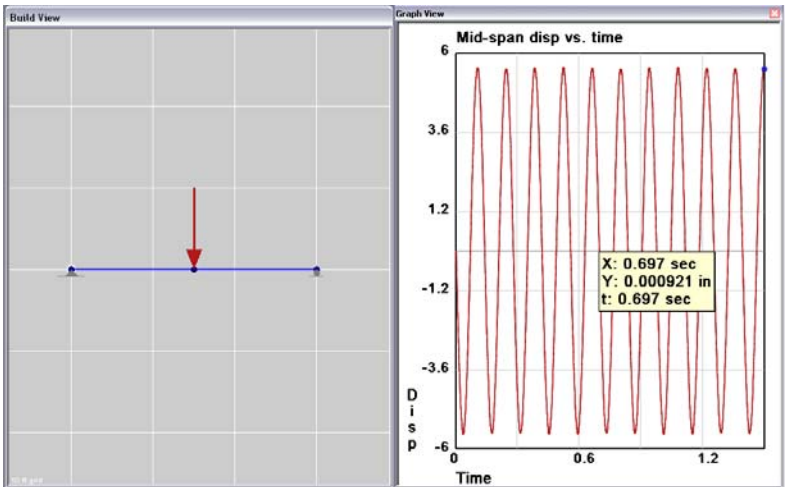 Build View
Graph View
Mid-span disp vs. time
6
3.6
1.2
-1.2
-3.6
-6
X: 0.697 sec
Y: 0.000921 in
t: 0.697 sec
Disp
0
0.6
1.2
Time